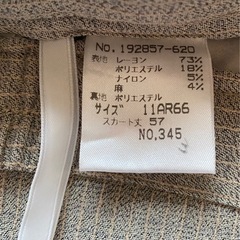 No.192857-620
表地 レーヨン 73%
ポリエステル 18%
ナイロン 5%
麻 4%
裏地 ポリエステル
サイズ 11AR66
スカート丈 57
NO.345